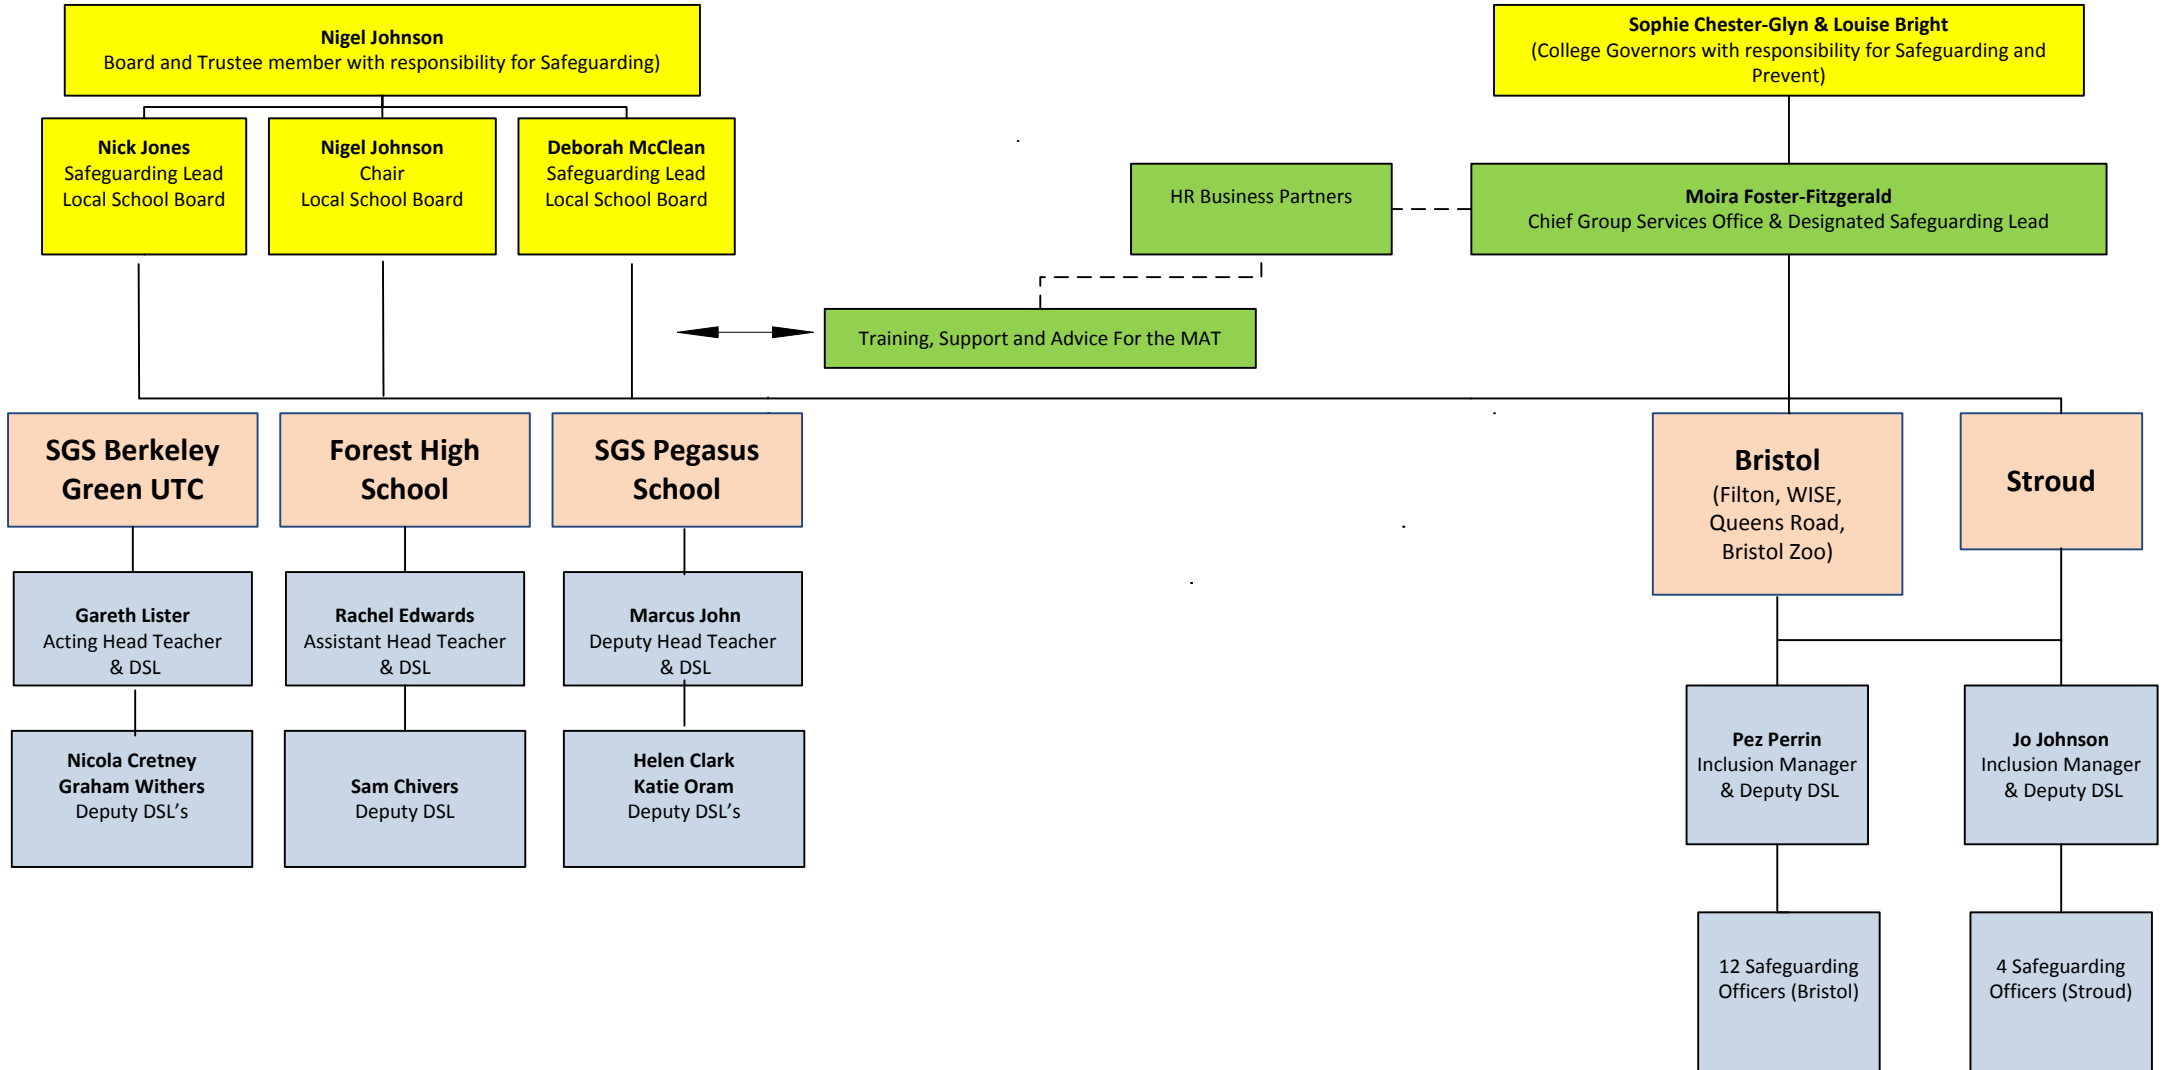 Nigel Johnson
Board and Trustee member with responsibility for Safeguarding)
Sophie Chester-Glyn & Louise Bright
(College Governors with responsibility for Safeguarding and
Prevent)
Nick Jones
Safeguarding Lead
Local School Board
Nigel Johnson
Chair
Local School Board
Deborah McClean
Safeguarding Lead
Local School Board
HR Business Partners
Moira Foster-Fitzgerald
Chief Group Services Office & Designated Safeguarding Lead
Training, Support and Advice For the MAT
SGS Berkeley
Green UTC
Forest High
School
SGS Pegasus
School
Bristol
(Filton, WISE,
Queens Road,
Bristol Zoo)
Stroud
Gareth Lister
Acting Head Teacher
& DSL
Rachel Edwards
Assistant Head Teacher
& DSL
Marcus John
Deputy Head Teacher
& DSL
Nicola Cretney
Graham Withers
Deputy DSL’s
Sam Chivers
Deputy DSL
Helen Clark
Katie Oram
Deputy DSL’s
Pez Perrin
Inclusion Manager
& Deputy DSL
Jo Johnson
Inclusion Manager
& Deputy DSL
12 Safeguarding
Officers (Bristol)
4 Safeguarding
Officers (Stroud)